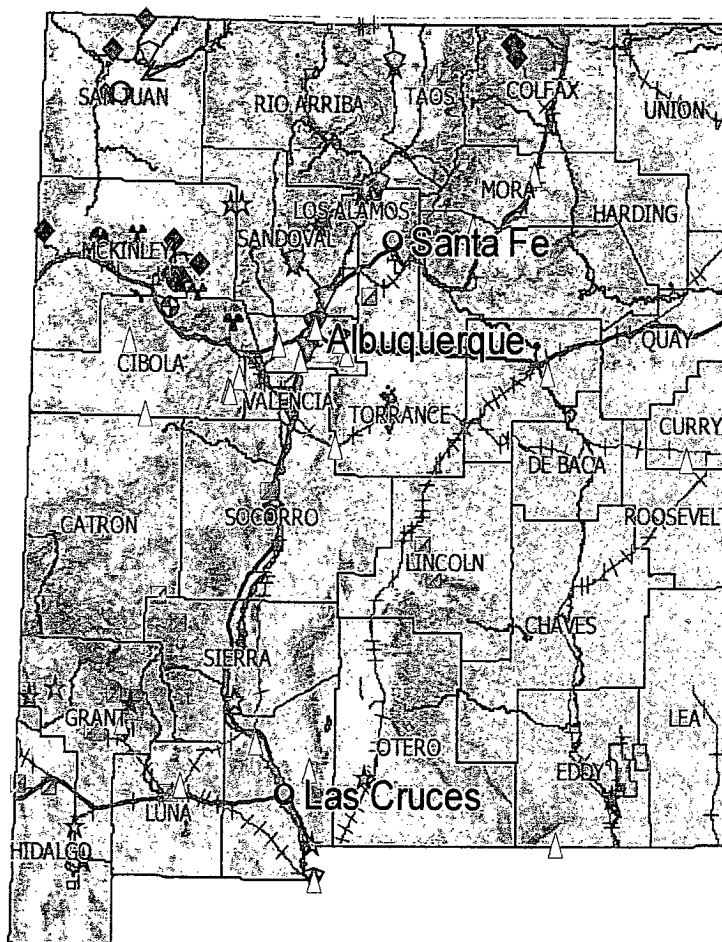 SAN JUAN
RIO ARRIBA
TAOS
COLFAX
UNION
MORA
HARDING
LOS ALAMOS
SANDOVAL
MCKINLEY
Santa Fe
Albuquerque
QUAY
CIBOLA
VALENCIA
TORRANCE
CURRY
DE BACA
CATRON
SOCORRO
ROOSEVELT
LINCOLN
CHAVES
SIERRA
GRANT
OTERO
LEA
EDDY
Las Cruces
LUNA
HIDALGO